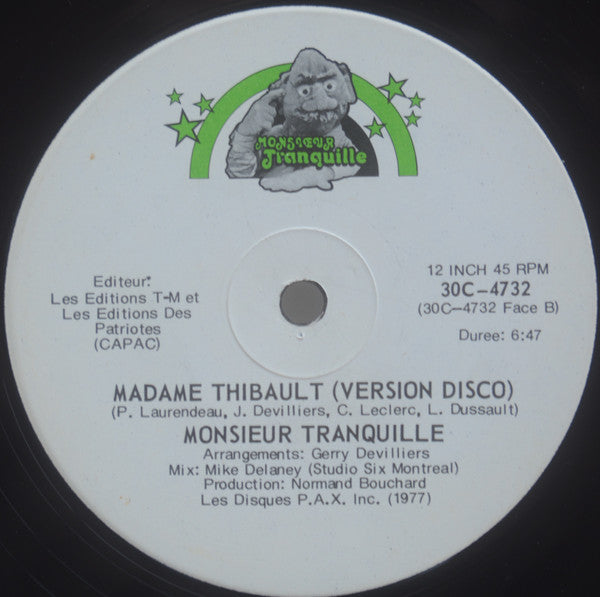 MONSIEUR
Tranquille
Editeur:
Les Editions T-M et
Les Editions Des
Patriotes
(CAPAC)
12 INCH 45 RPM
30C-4732
(30C-4732 Face B)
Duree: 6:47
MADAME THIBAULT (VERSION DISCO)
(P. Laurendeau, J. Devilliers, C. Leclerc, L. Dussault)
MONSIEUR TRANQUILLE
Arrangements: Gerry Devilliers
Mix: Mike Delaney (Studio Six Montreal)
Production: Normand Bouchard
Les Disques P.A.X. Inc. (1977)